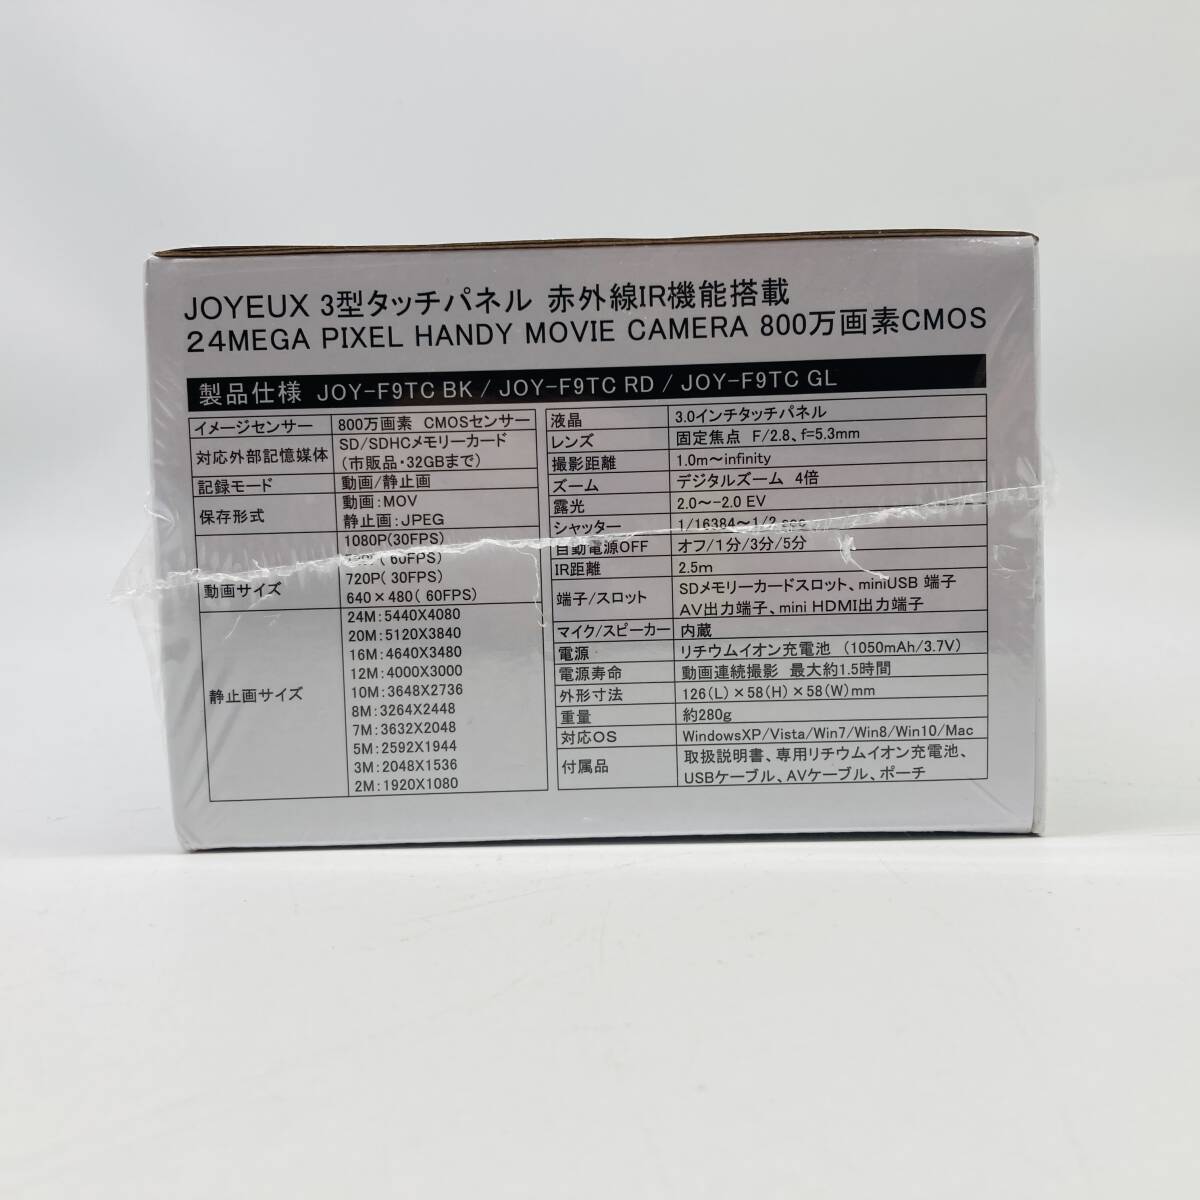 JOYEUX 3型タッチパネル 赤外線IR機能搭載
24MEGA PIXEL HANDY MOVIE CAMERA 800万画素CMOS
製品仕様 JOY-F9TC BK / JOY-F9TC RD / JOY-F9TC GL
イメージセンサー 800万画素 CMOSセンサー
対応外部記憶媒体 SD/SDHCメモリーカード
(市販品・32GBまで)
記録モード 動画/静止画
保存形式 動画:MOV
静止画:JPEG
動画サイズ 1080P(30FPS)
720P( 60FPS)
720P( 30FPS)
640×480( 60FPS)
静止画サイズ 24M:5440X4080
20M:5120X3840
16M:4640X3480
12M:4000X3000
10M:3648X2736
8M:3264X2448
7M:3632X2048
5M:2592X1944
3M:2048X1536
2M:1920X1080
液晶 3.0インチタッチパネル
レンズ 固定焦点 F/2.8、f=5.3mm
撮影距離 1.0m～infinity
ズーム デジタルズーム 4倍
露光 2.0～-2.0 EV
シャッター 1/16384～1/2 sec
自動電源OFF オフ/1分/3分/5分
IR距離 2.5m
端子/スロット SDメモリーカードスロット、miniUSB 端子
AV出力端子、mini HDMI出力端子
マイク/スピーカー 内蔵
電源 リチウムイオン充電池 (1050mAh/3.7V)
電源寿命 動画連続撮影 最大約1.5時間
外形寸法 126(L)×58(H)×58(W)mm
重量 約280g
対応OS WindowsXP/Vista/Win7/Win8/Win10/Mac
付属品 取扱説明書、専用リチウムイオン充電池、
USBケーブル、AVケーブル、ポーチ